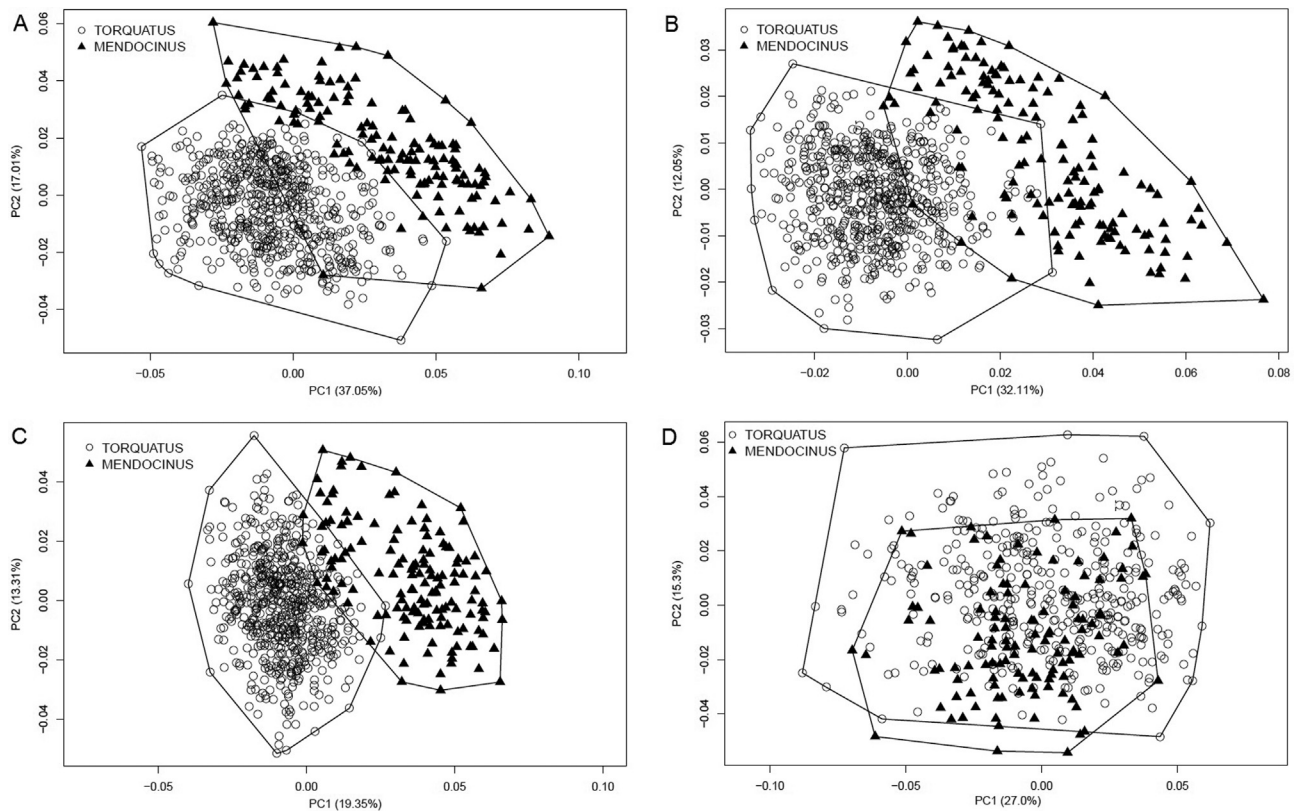 A
○ TORQUATUS
▲ MENDOCINUS
0.06
0.04
0.02
0.00
−0.02
−0.04
PC2 (17.01%)
−0.05 0.00 0.05 0.10
PC1 (37.05%)
B
○ TORQUATUS
▲ MENDOCINUS
0.03
0.02
0.01
0.00
−0.01
−0.02
−0.03
PC2 (12.05%)
−0.02 0.00 0.02 0.04 0.06 0.08
PC1 (32.11%)
C
○ TORQUATUS
▲ MENDOCINUS
0.04
0.02
0.00
−0.02
−0.04
PC2 (13.31%)
−0.05 0.00 0.05 0.10
PC1 (19.35%)
D
○ TORQUATUS
▲ MENDOCINUS
0.06
0.04
0.02
0.00
−0.02
−0.04
PC2 (15.3%)
−0.10 −0.05 0.00 0.05
PC1 (27.0%)